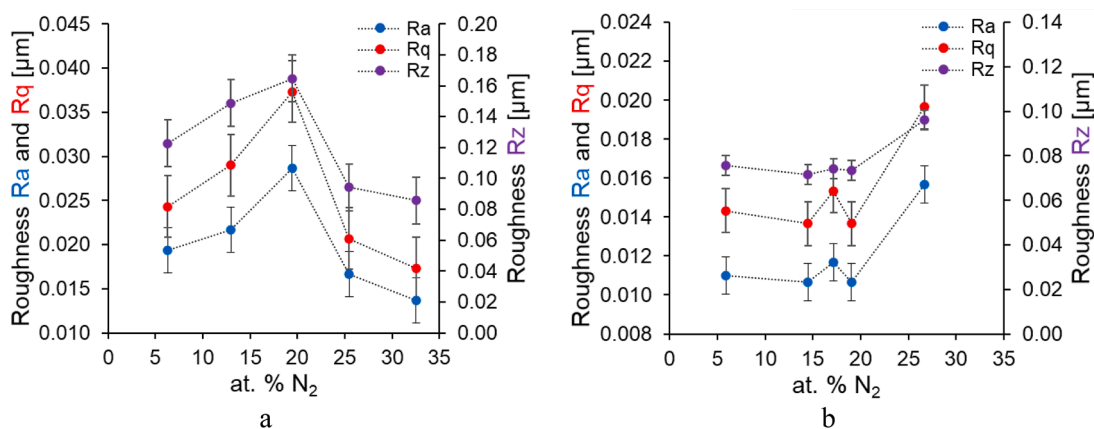 Roughness Ra and Rq [µm]
0.045
0.040
0.035
0.030
0.025
0.020
0.015
0.010
Ra
Rq
Rz
0.20
0.18
0.16
0.14
0.12
0.10
0.08
0.06
0.04
0.02
0.00
Roughness Rz [µm]
0 5 10 15 20 25 30 35
at. % N2
a
Roughness Ra and Rq [µm]
0.024
0.022
0.020
0.018
0.016
0.014
0.012
0.010
0.008
Ra
Rq
Rz
0.14
0.12
0.10
0.08
0.06
0.04
0.02
0.00
Roughness Rz [µm]
0 5 10 15 20 25 30 35
at. % N2
b